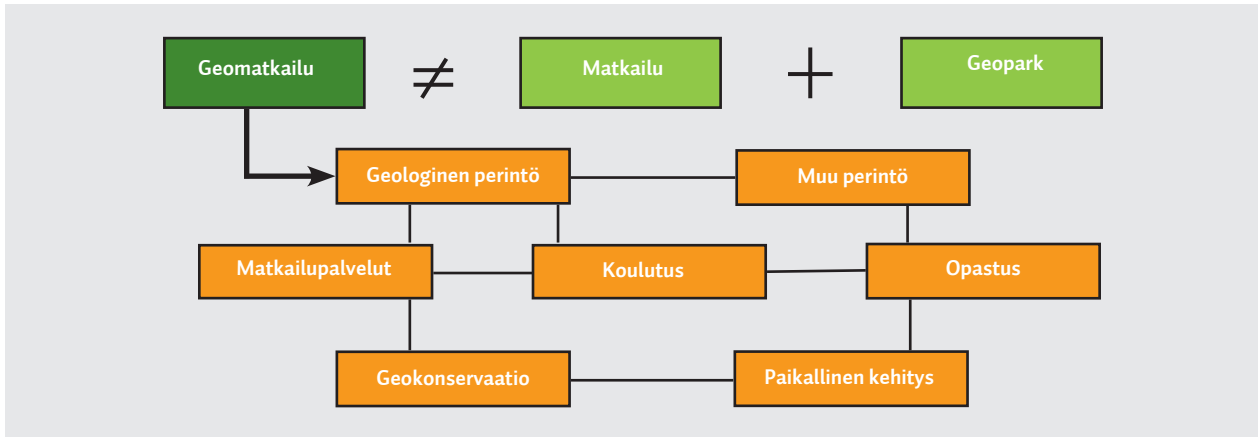 Geomatkailu ≠ Matkailu + Geopark
Geologinen perintö
Muu perintö
Matkailupalvelut
Koulutus
Opastus
Geokonservaatio
Paikallinen kehitys